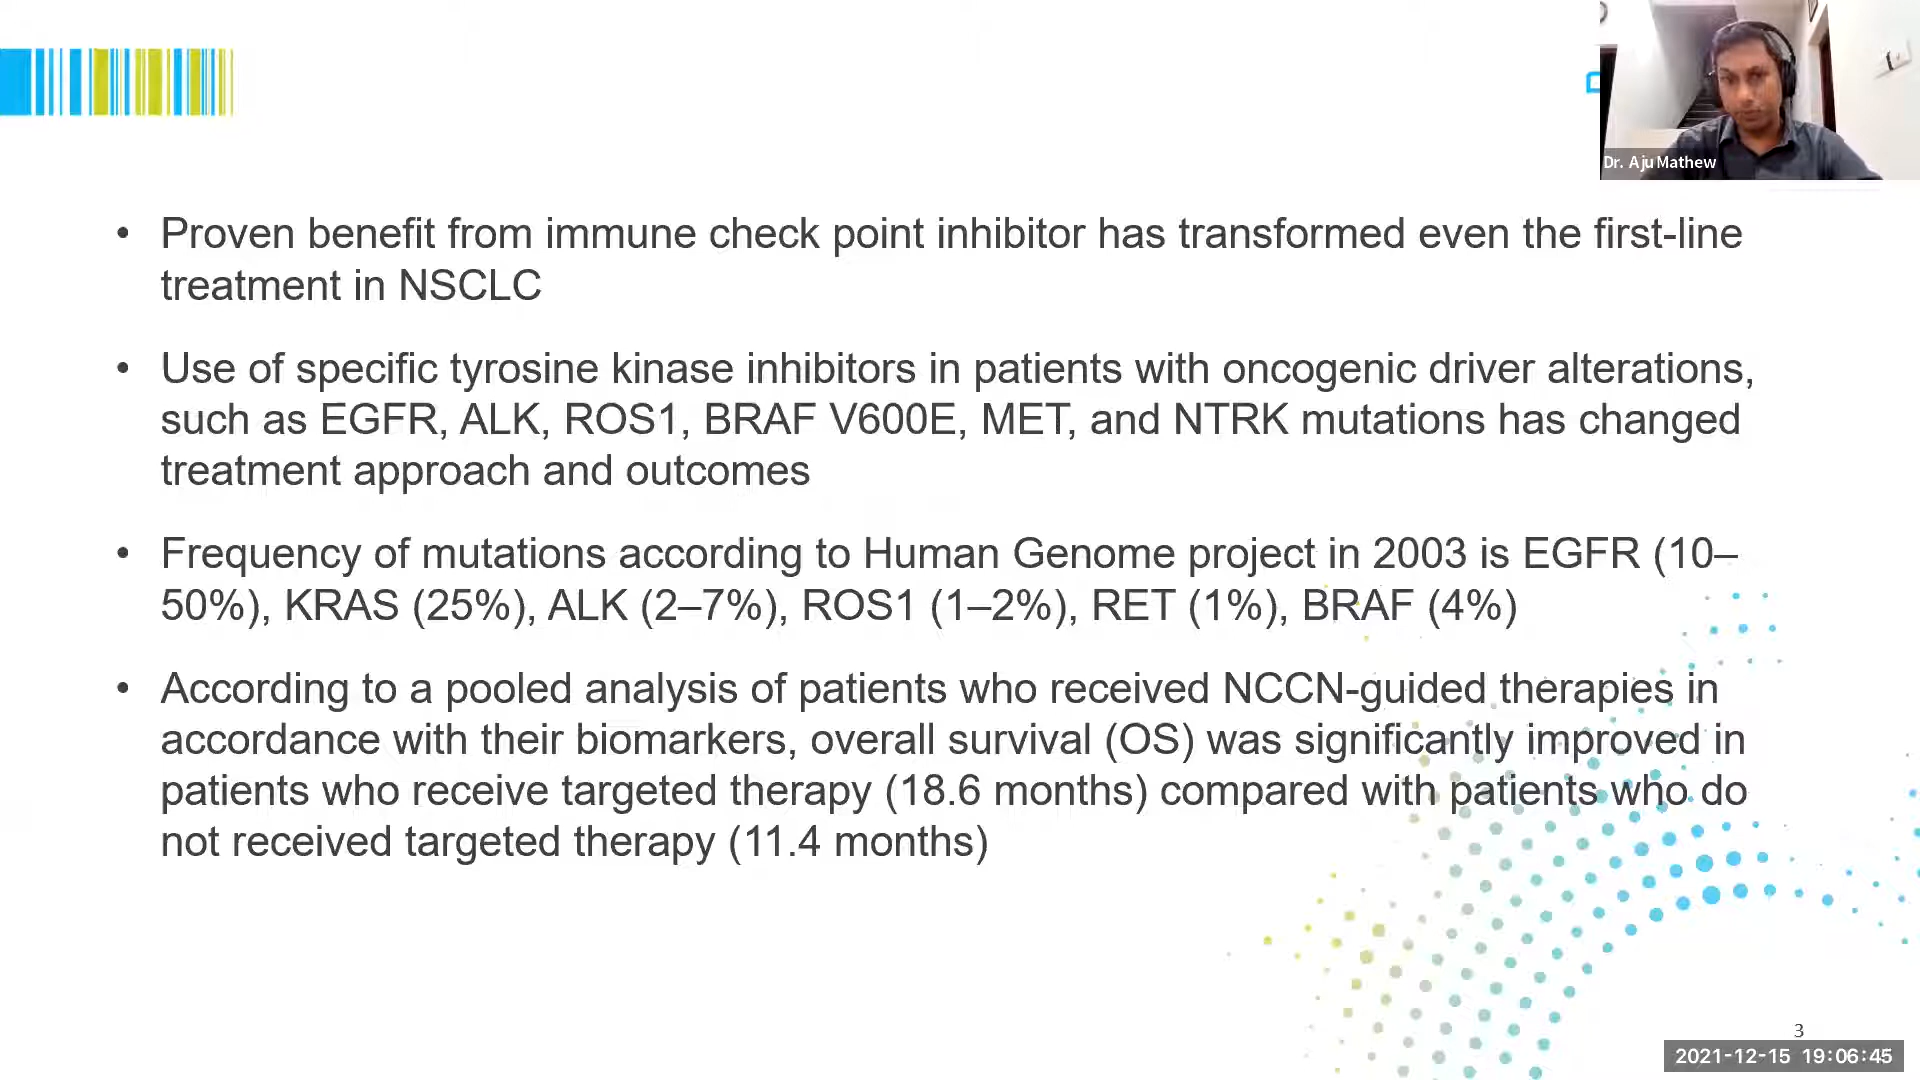 Dr. Aju Mathew
• Proven benefit from immune check point inhibitor has transformed even the first-line
treatment in NSCLC
• Use of specific tyrosine kinase inhibitors in patients with oncogenic driver alterations,
such as EGFR, ALK, ROS1, BRAF V600E, MET, and NTRK mutations has changed
treatment approach and outcomes
• Frequency of mutations according to Human Genome project in 2003 is EGFR (10–
50%), KRAS (25%), ALK (2–7%), ROS1 (1–2%), RET (1%), BRAF (4%)
• According to a pooled analysis of patients who received NCCN-guided therapies in
accordance with their biomarkers, overall survival (OS) was significantly improved in
patients who receive targeted therapy (18.6 months) compared with patients who do
not received targeted therapy (11.4 months)
3
2021-12-15 19:06:45